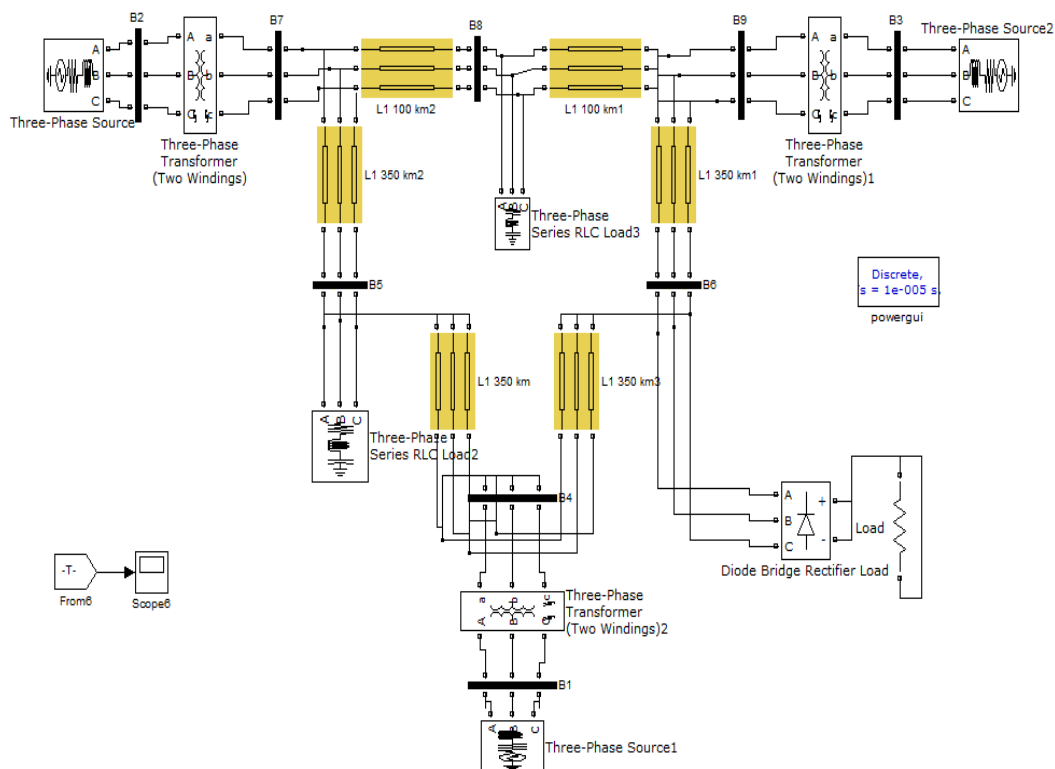 B2
B7
B8
B9
B3
Three-Phase Source2
A
B
C
Three-Phase Source
A a
B b
C c
Three-Phase
Transformer
(Two Windings)
L1 100 km2
L1 100 km1
A a
B b
C c
Three-Phase
Transformer
(Two Windings)1
A
B
C
L1 350 km2
L1 350 km1
A B C
Three-Phase
Series RLC Load3
B5
B6
Discrete,
s = 1e-005 s.
powergui
L1 350 km
L1 350 km3
A B C
Three-Phase
Series RLC Load2
B4
A +
B
C -
Load
Diode Bridge Rectifier Load
-T-
From6
Scope6
a b c
A B C
Three-Phase
Transformer
(Two Windings)2
B1
A B C
Three-Phase Source1